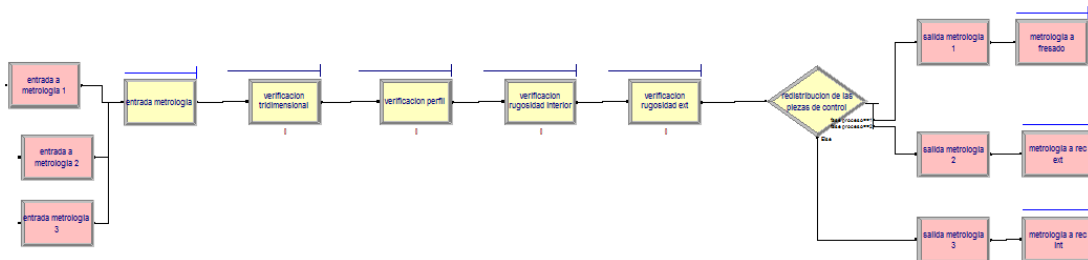 entrada a
metrologia 1
entrada a
metrologia 2
entrada metrologia
3
entrada metrologia
verificacion
tridimensional
verificacion perfil
verificacion
rugosidad interior
verificacion
rugosidad ext
redistribucion de las
piezas de control
Else
salida metrologia
1
metrologia a
fresado
salida metrologia
2
metrologia a rec
ext
salida metrologia
3
metrologia a rec
int